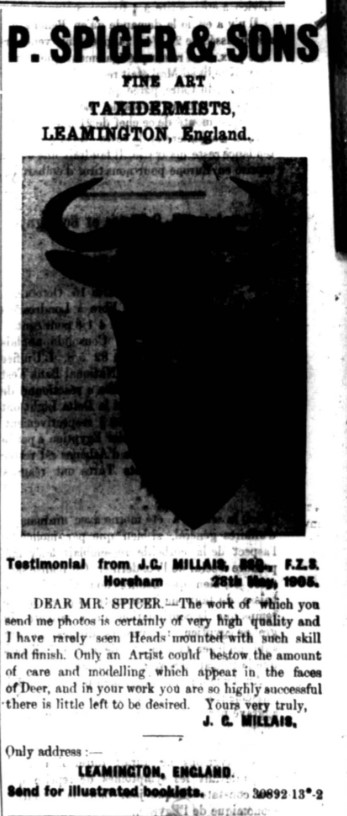 P. SPICER & SONS
FINE ART
TAXIDERMISTS,
LEAMINGTON, England.
Testimonial from J.G. MILLAIS, ESQ., F.Z.S.
Horsham 28th May, 1905.
DEAR MR. SPICER.—The work of which you
send me photos is certainly of very high quality and
I have rarely seen Heads mounted with such skill
and finish. Only an Artist could bestow the amount
of care and modelling which appear in the faces
of Deer, and in your work you are so highly successful
there is little left to be desired. Yours very truly,
J. G. MILLAIS.
Only address :—
LEAMINGTON, ENGLAND.
Send for illustrated booklets. 30892 13*-2